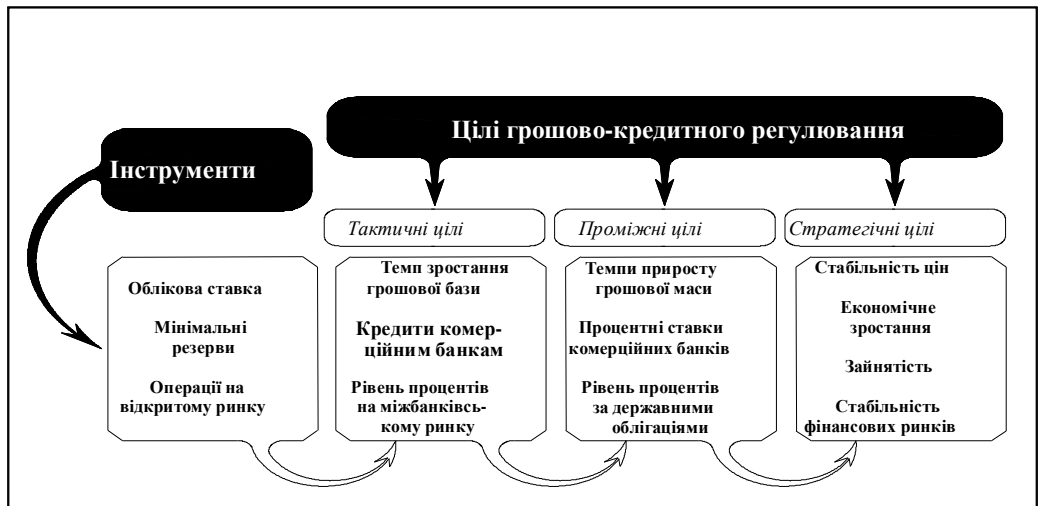 Цілі грошово-кредитного регулювання
Інструменти
Тактичні цілі
Проміжні цілі
Стратегічні цілі
Облікова ставка
Мінімальні
резерви
Операції на
відкритому ринку
Темп зростання
грошової бази
Кредити комер-
ційним банкам
Рівень процентів
на міжбанківсь-
кому ринку
Темпи приросту
грошової маси
Процентні ставки
комерційних банків
Рівень процентів
за державними
облігаціями
Стабільність цін
Економічне
зростання
Зайнятість
Стабільність
фінансових ринків